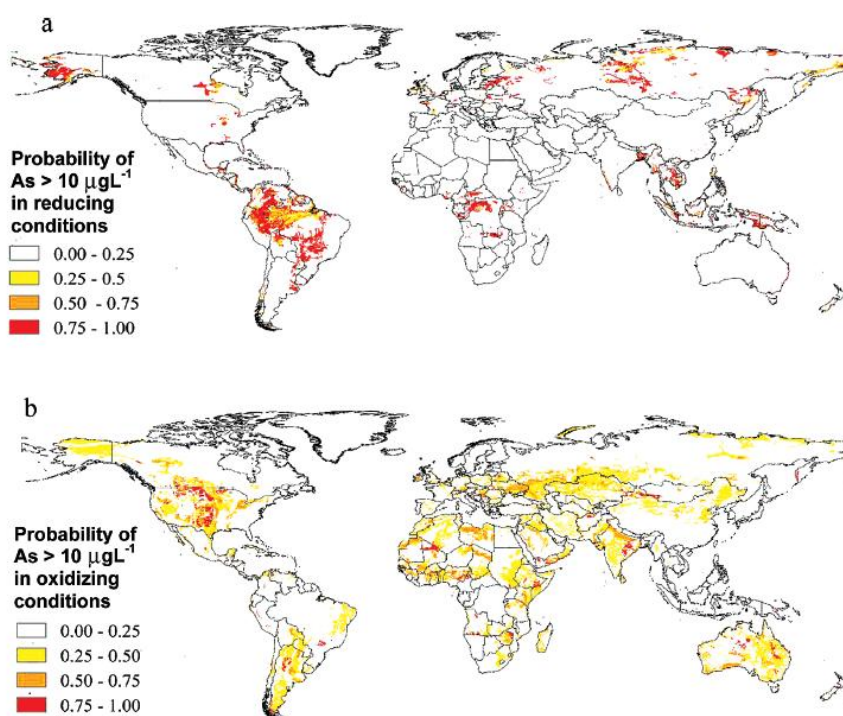 a
Probability of
As > 10 µgL⁻¹
in reducing
conditions
0.00 - 0.25
0.25 - 0.5
0.50 - 0.75
0.75 - 1.00
b
Probability of
As > 10 µgL⁻¹
in oxidizing
conditions
0.00 - 0.25
0.25 - 0.50
0.50 - 0.75
0.75 - 1.00